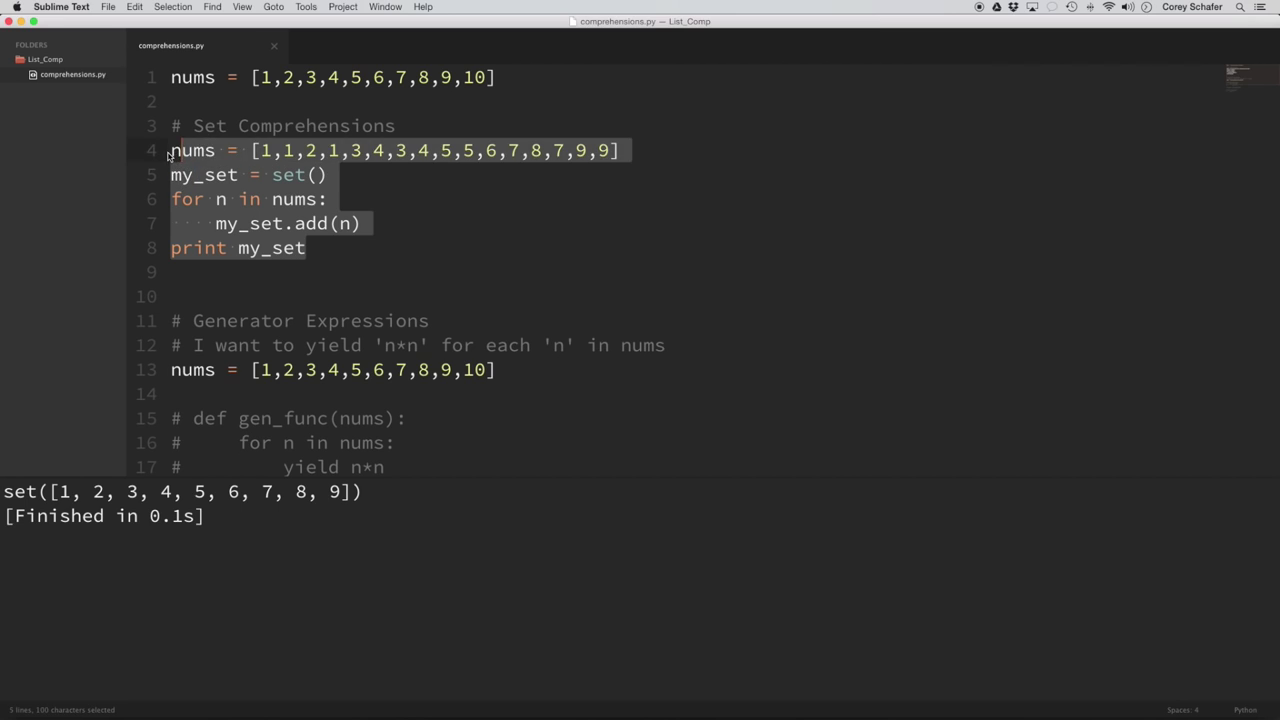 Sublime Text File Edit Selection Find View Goto Tools Project Window Help Corey Schafer
comprehensions.py — List_Comp
FOLDERS
List_Comp
comprehensions.py
comprehensions.py
1 nums = [1,2,3,4,5,6,7,8,9,10]
2
3 # Set Comprehensions
4 nums = [1,1,2,1,3,4,3,4,5,5,6,7,8,7,9,9]
5 my_set = set()
6 for n in nums:
7     my_set.add(n)
8 print my_set
9
10
11 # Generator Expressions
12 # I want to yield 'n*n' for each 'n' in nums
13 nums = [1,2,3,4,5,6,7,8,9,10]
14
15 # def gen_func(nums):
16 #     for n in nums:
17 #         yield n*n
set([1, 2, 3, 4, 5, 6, 7, 8, 9])
[Finished in 0.1s]
5 lines, 100 characters selected Spaces: 4 Python